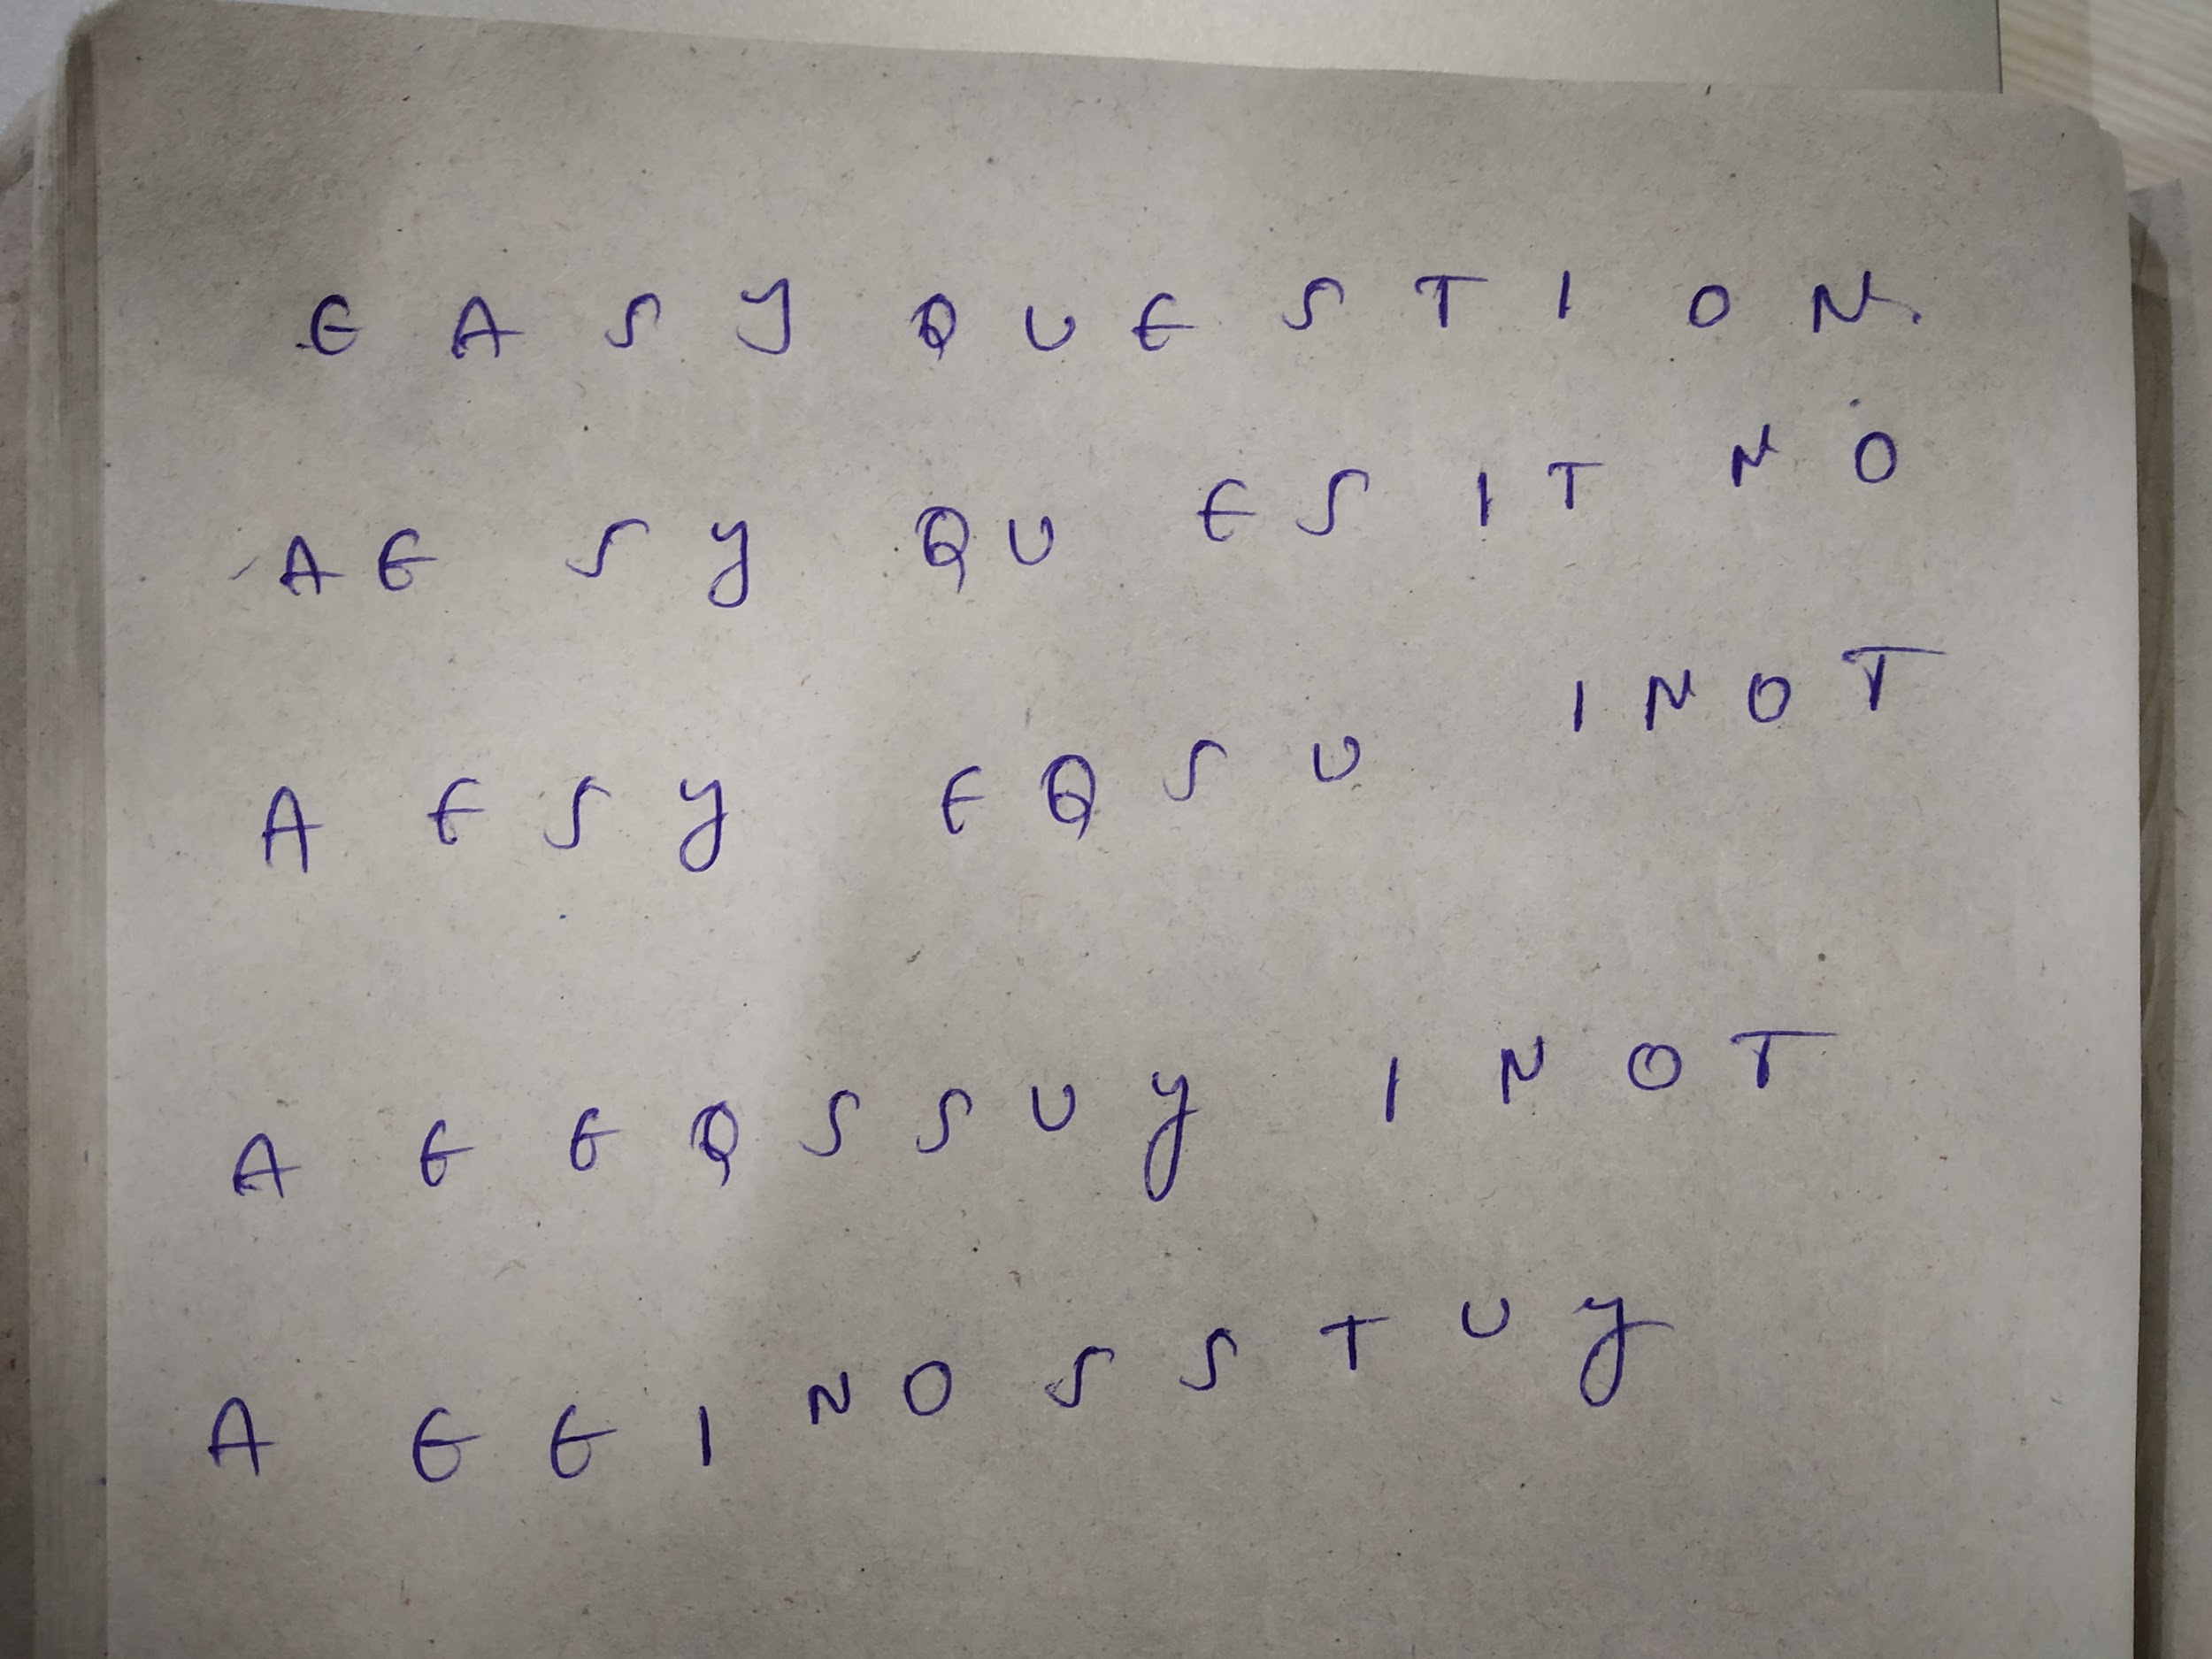 E A S Y Q U E S T I O N.
A E S Y Q U E S I T N O
A E S Y E Q S U I N O T
A E E Q S S U Y I N O T
A E E I N O S S T U Y